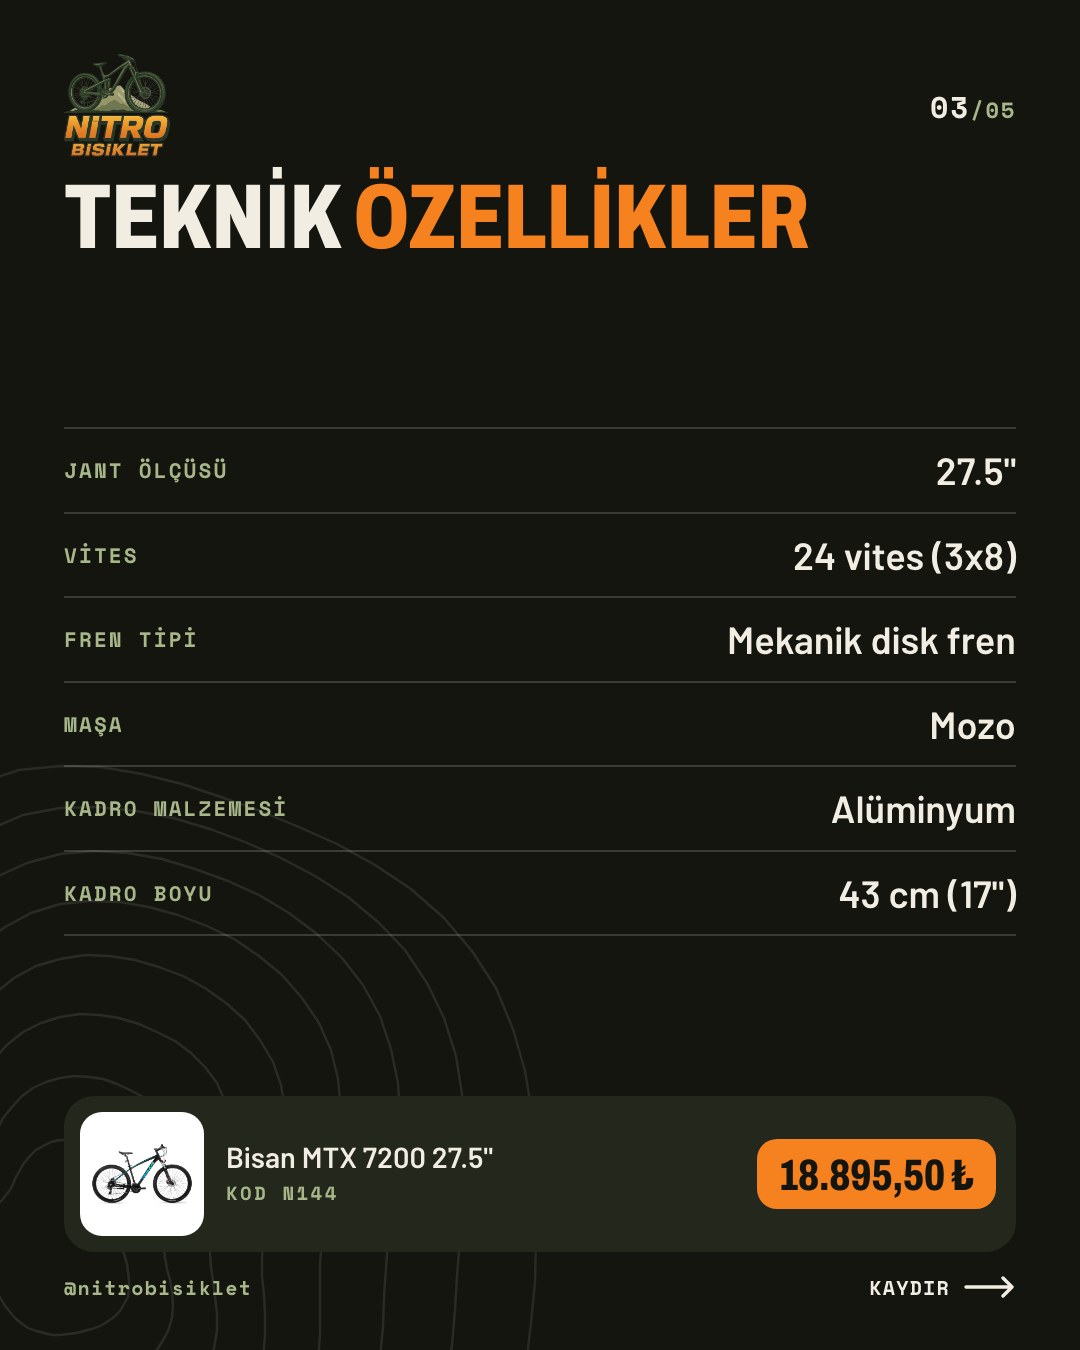 NiTRO
BISIKLET
03/05
TEKNİK ÖZELLİKLER
JANT ÖLÇÜSÜ 27.5"
VİTES 24 vites (3x8)
FREN TİPİ Mekanik disk fren
MAŞA Mozo
KADRO MALZEMESİ Alüminyum
KADRO BOYU 43 cm (17")
Bisan MTX 7200 27.5"
KOD N144
18.895,50 ₺
@nitrobisiklet
KAYDIR →